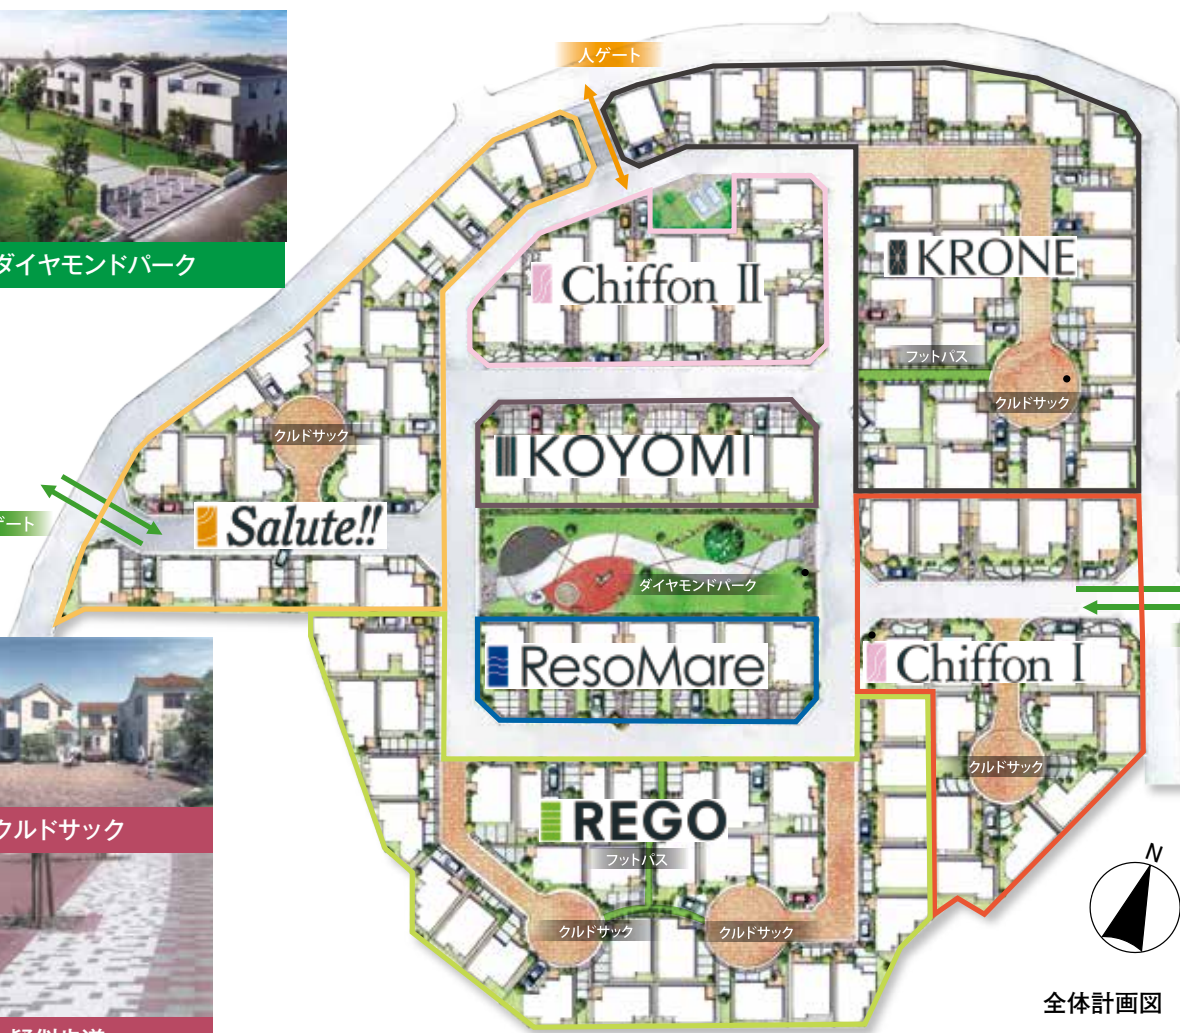 人ゲート
ダイヤモンドパーク
KRONE
Chiffon II
フットパス
クルドサック
クルドサック
KOYOMI
Salute!!
ゲート
ダイヤモンドパーク
ResoMare
Chiffon I
クルドサック
REGO
クルドサック
フットパス
クルドサック
クルドサック
N
全体計画図